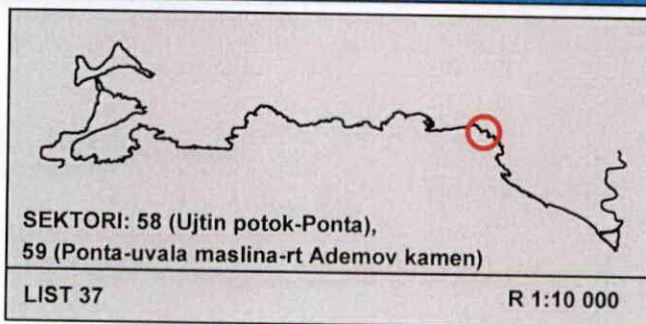 SEKTORI: 58 (Ujtin potok-Ponta),
59 (Ponta-uvala maslina-rt Ademov kamen)
LIST 37 R 1:10 000